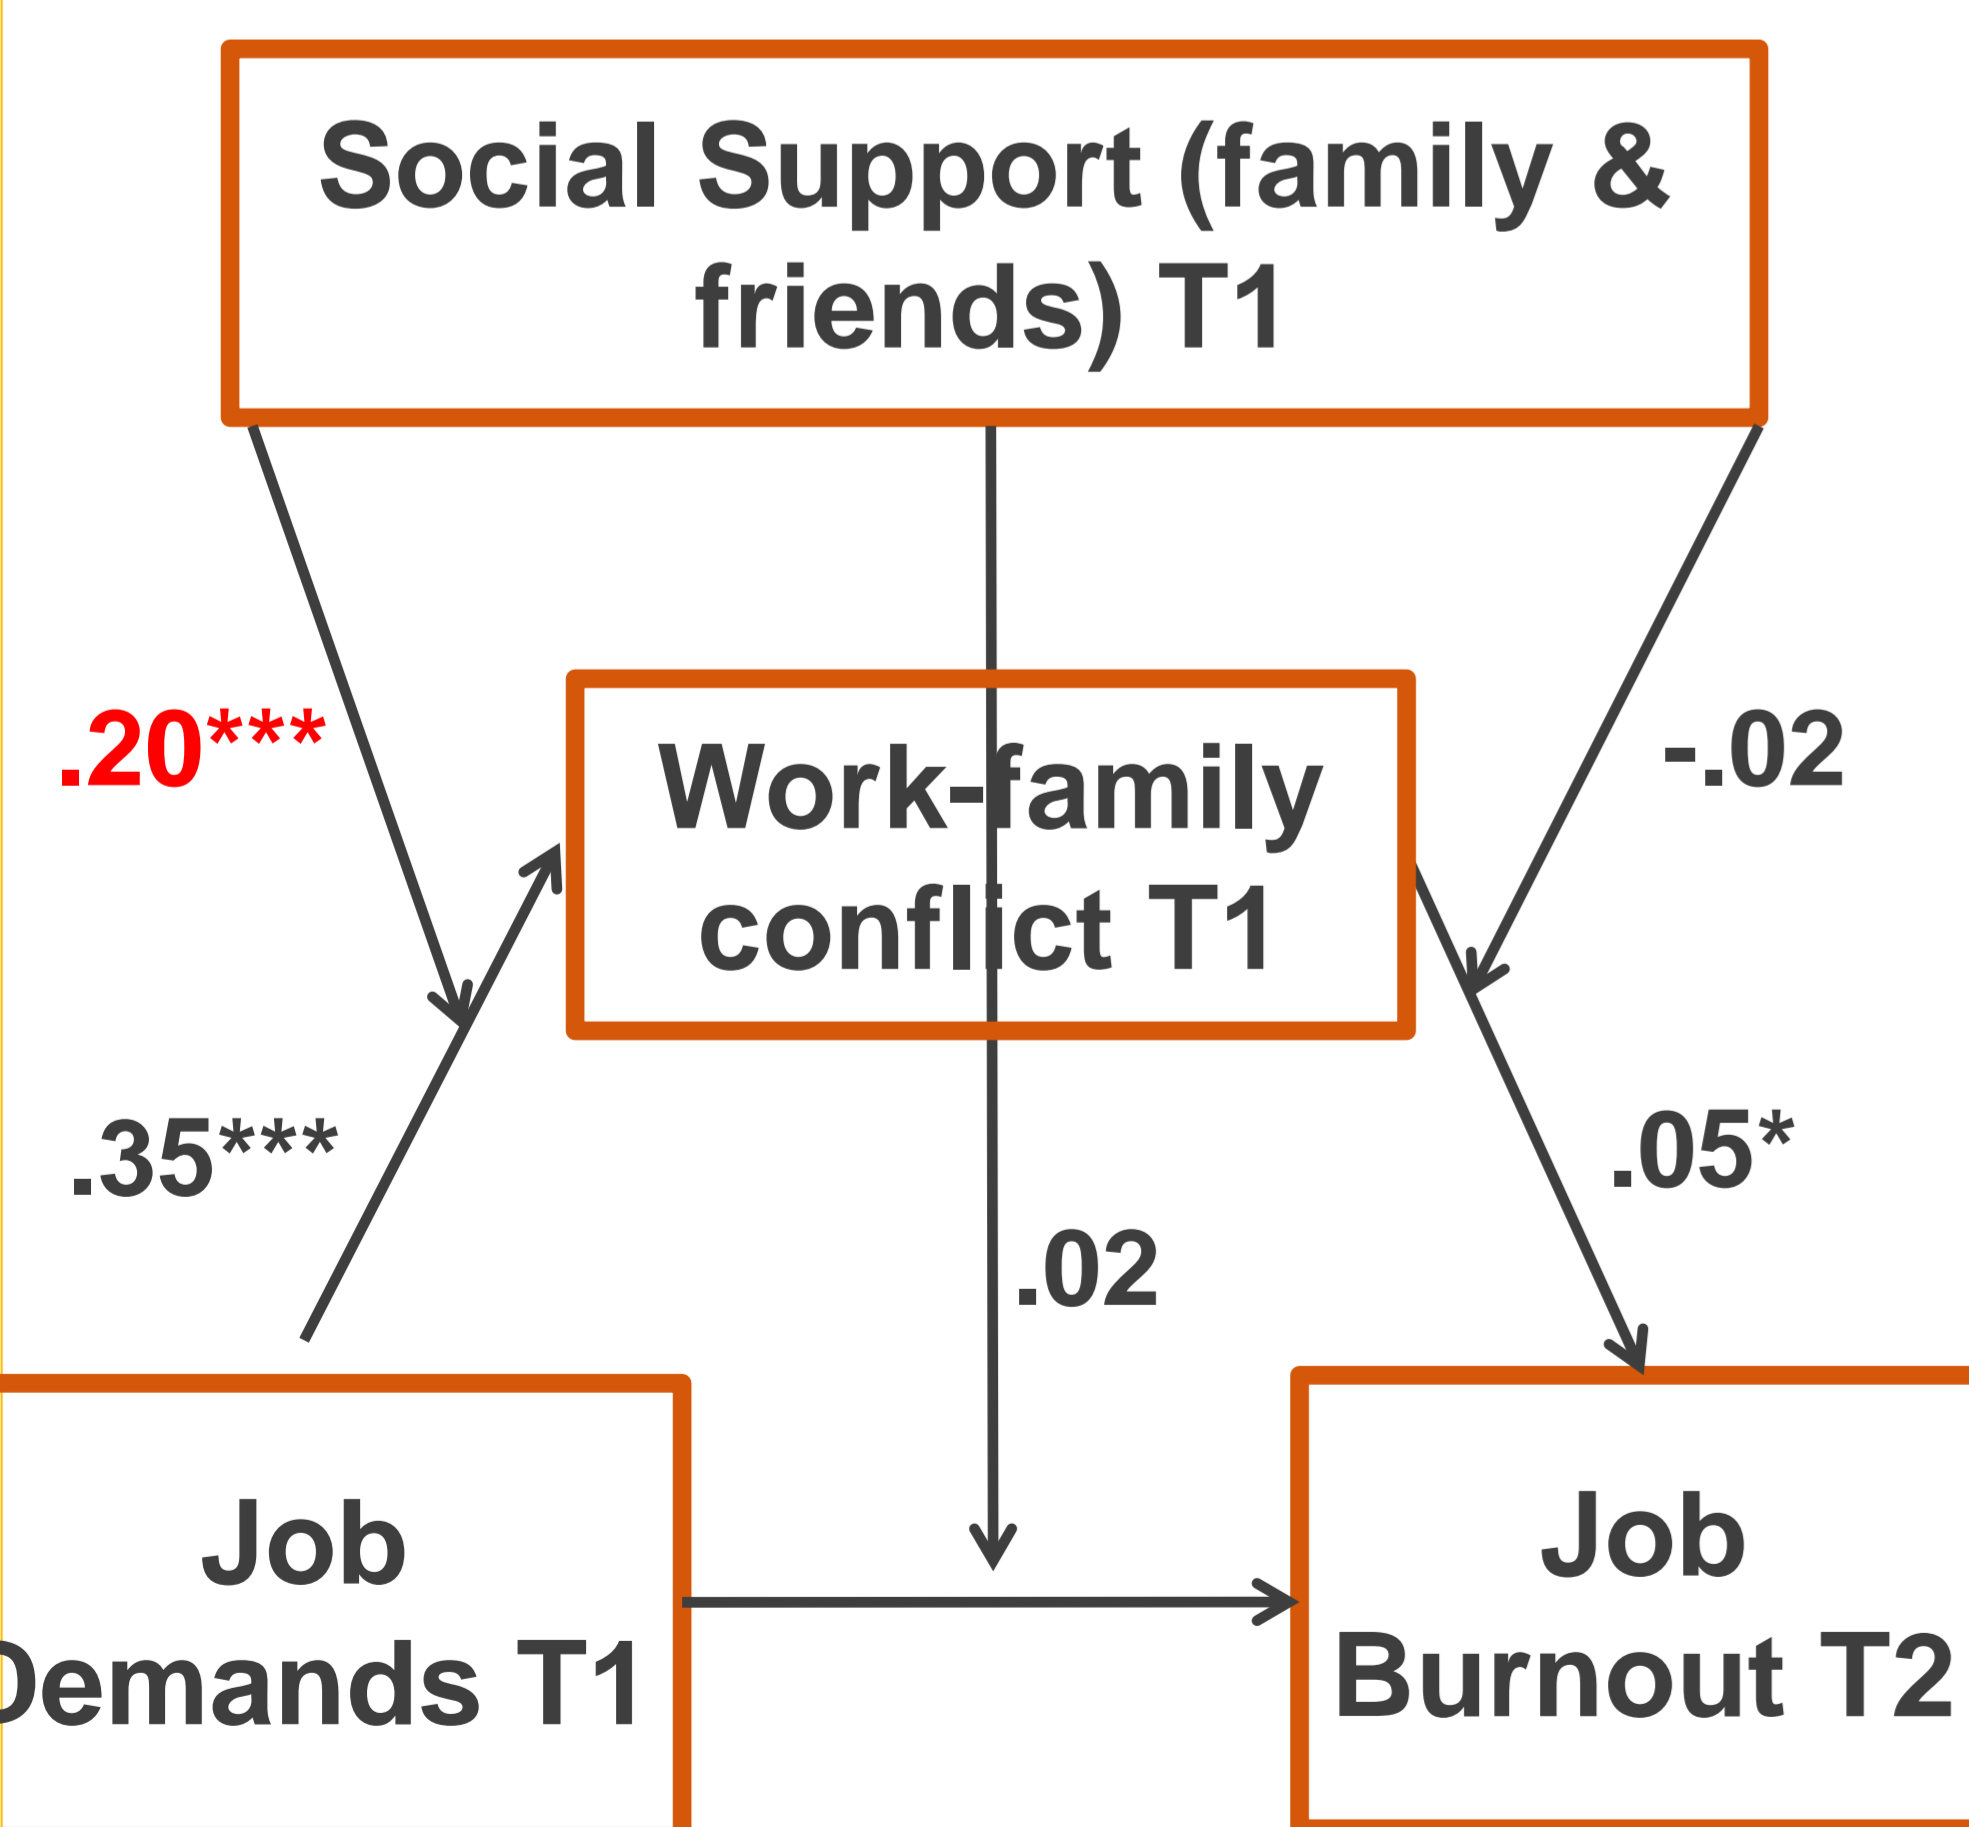 Social Support (family &
friends) T1
.20***
-.02
Work-family
conflict T1
.35***
.05*
.02
Job
Demands T1
Job
Burnout T2